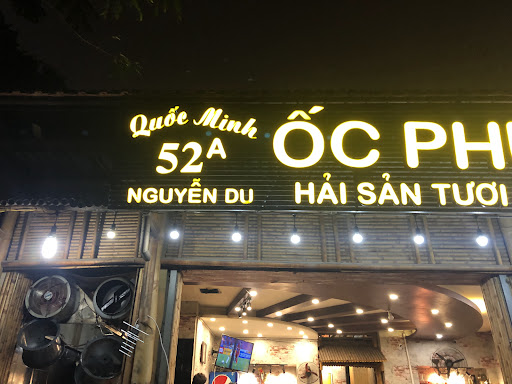 Quốc Minh
52A
NGUYỄN DU
ỐC PH
HẢI SẢN TƯƠI